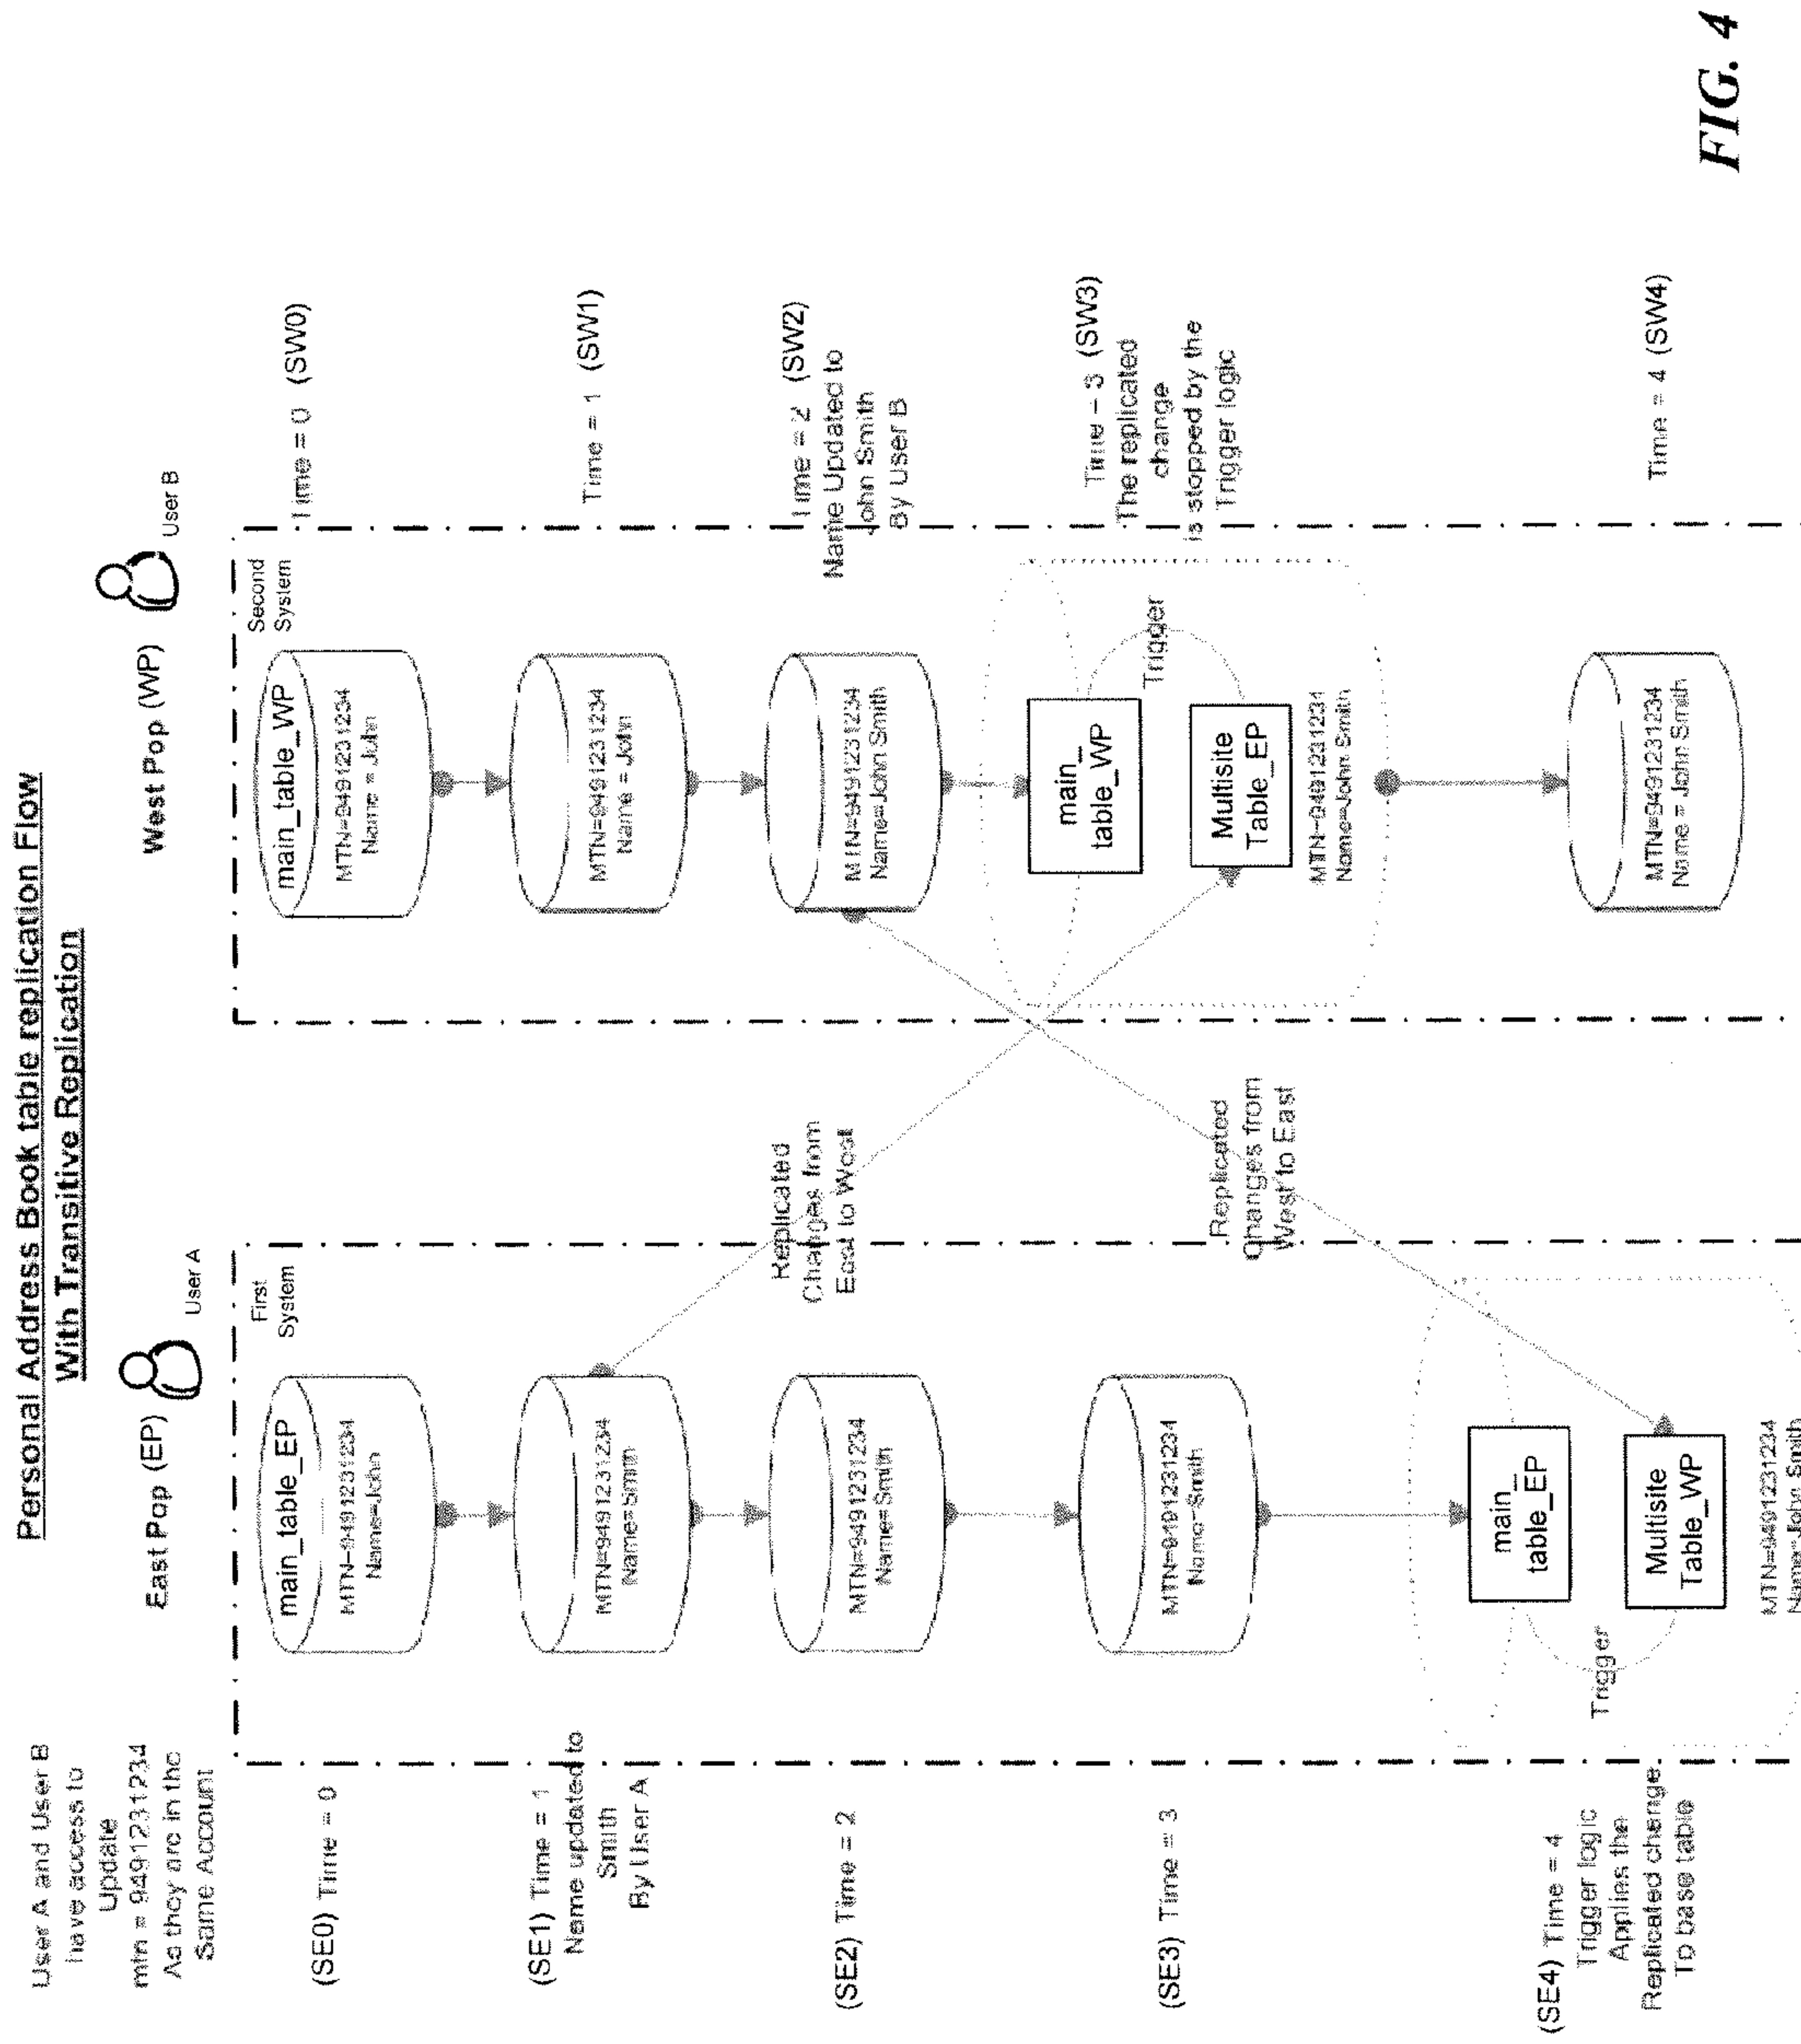 Personal Address Book table replication Flow
With Transitive Replication
User A and User B
have access to
Update
mtn = 9491231234
As they are in the
Same Account
East Pop (EP)
User A
West Pop (WP)
User B
First
System
Second
System
(SE0) Time = 0
main_table_EP
MTN=9491231234
Name=John
main_table_WP
MTN=9491231234
Name = John
Time = 0 (SW0)
(SE1) Time = 1
Name updated to
Smith
By User A
MTN=9491231234
Name=Smith
MTN=9491231234
Name = John
Time = 1 (SW1)
(SE2) Time = 2
MTN=9491231234
Name=Smith
Replicated
Changes from
East to West
MTN=9491231234
Name=John Smith
Time = 2 (SW2)
Name Updated to
John Smith
By User B
(SE3) Time = 3
MTN=9491231234
Name=Smith
Replicated
Changes from
West to East
main_
table_WP
Trigger
Multisite
Table_EP
MTN=9491231234
Name=John Smith
Time = 3 (SW3)
The replicated
change
is stopped by the
Trigger logic
(SE4) Time = 4
Trigger logic
Applies the
Replicated change
To base table
main_
table_EP
Trigger
Multisite
Table_WP
MTN=9491231234
Name=John Smith
MTN=9491231234
Name = John Smith
Time = 4 (SW4)
FIG. 4